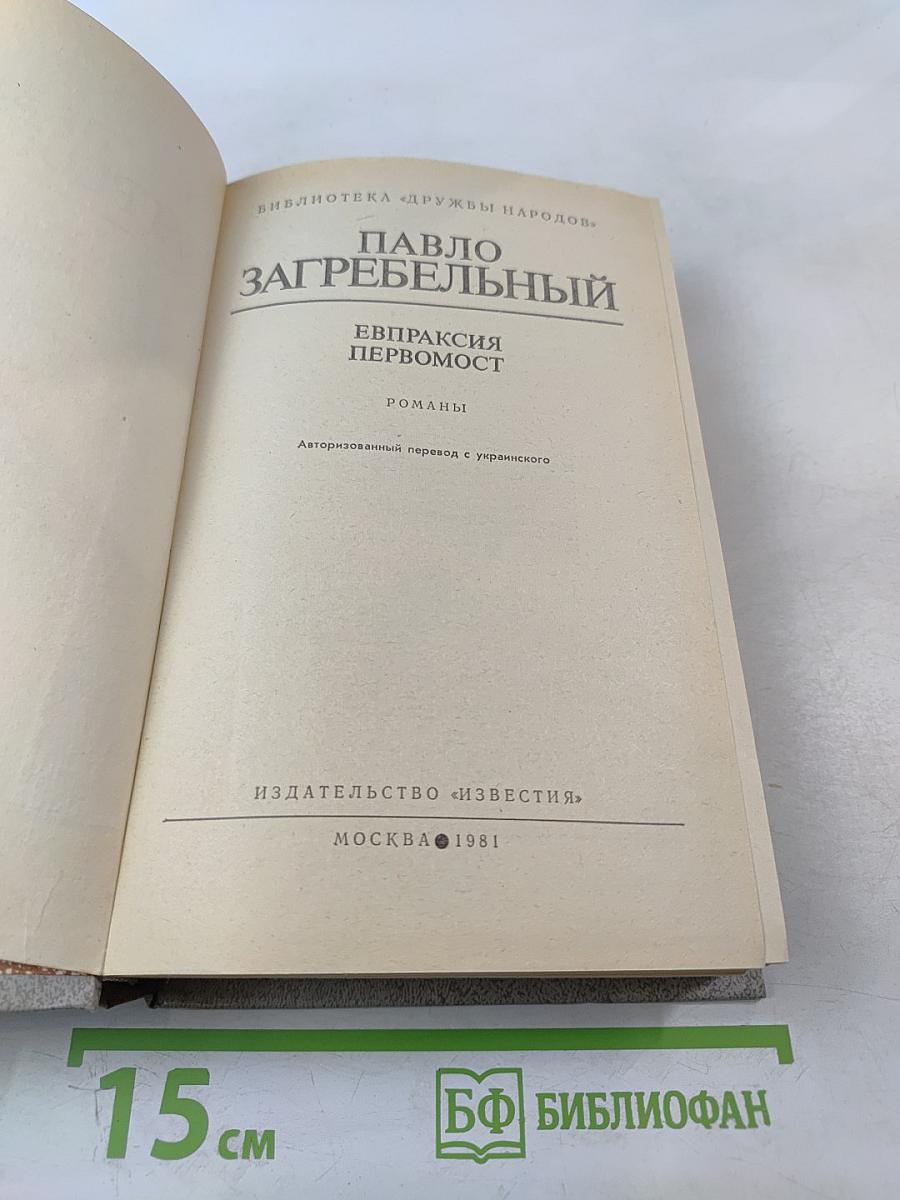 БИБЛИОТЕКА «ДРУЖБЫ НАРОДОВ»
ПАВЛО
ЗАГРЕБЕЛЬНЫЙ
ЕВПРАКСИЯ
ПЕРВОМОСТ
РОМАНЫ
Авторизованный перевод с украинского
ИЗДАТЕЛЬСТВО «ИЗВЕСТИЯ»
МОСКВА ● 1981
15 см
БФ БИБЛИОФАН